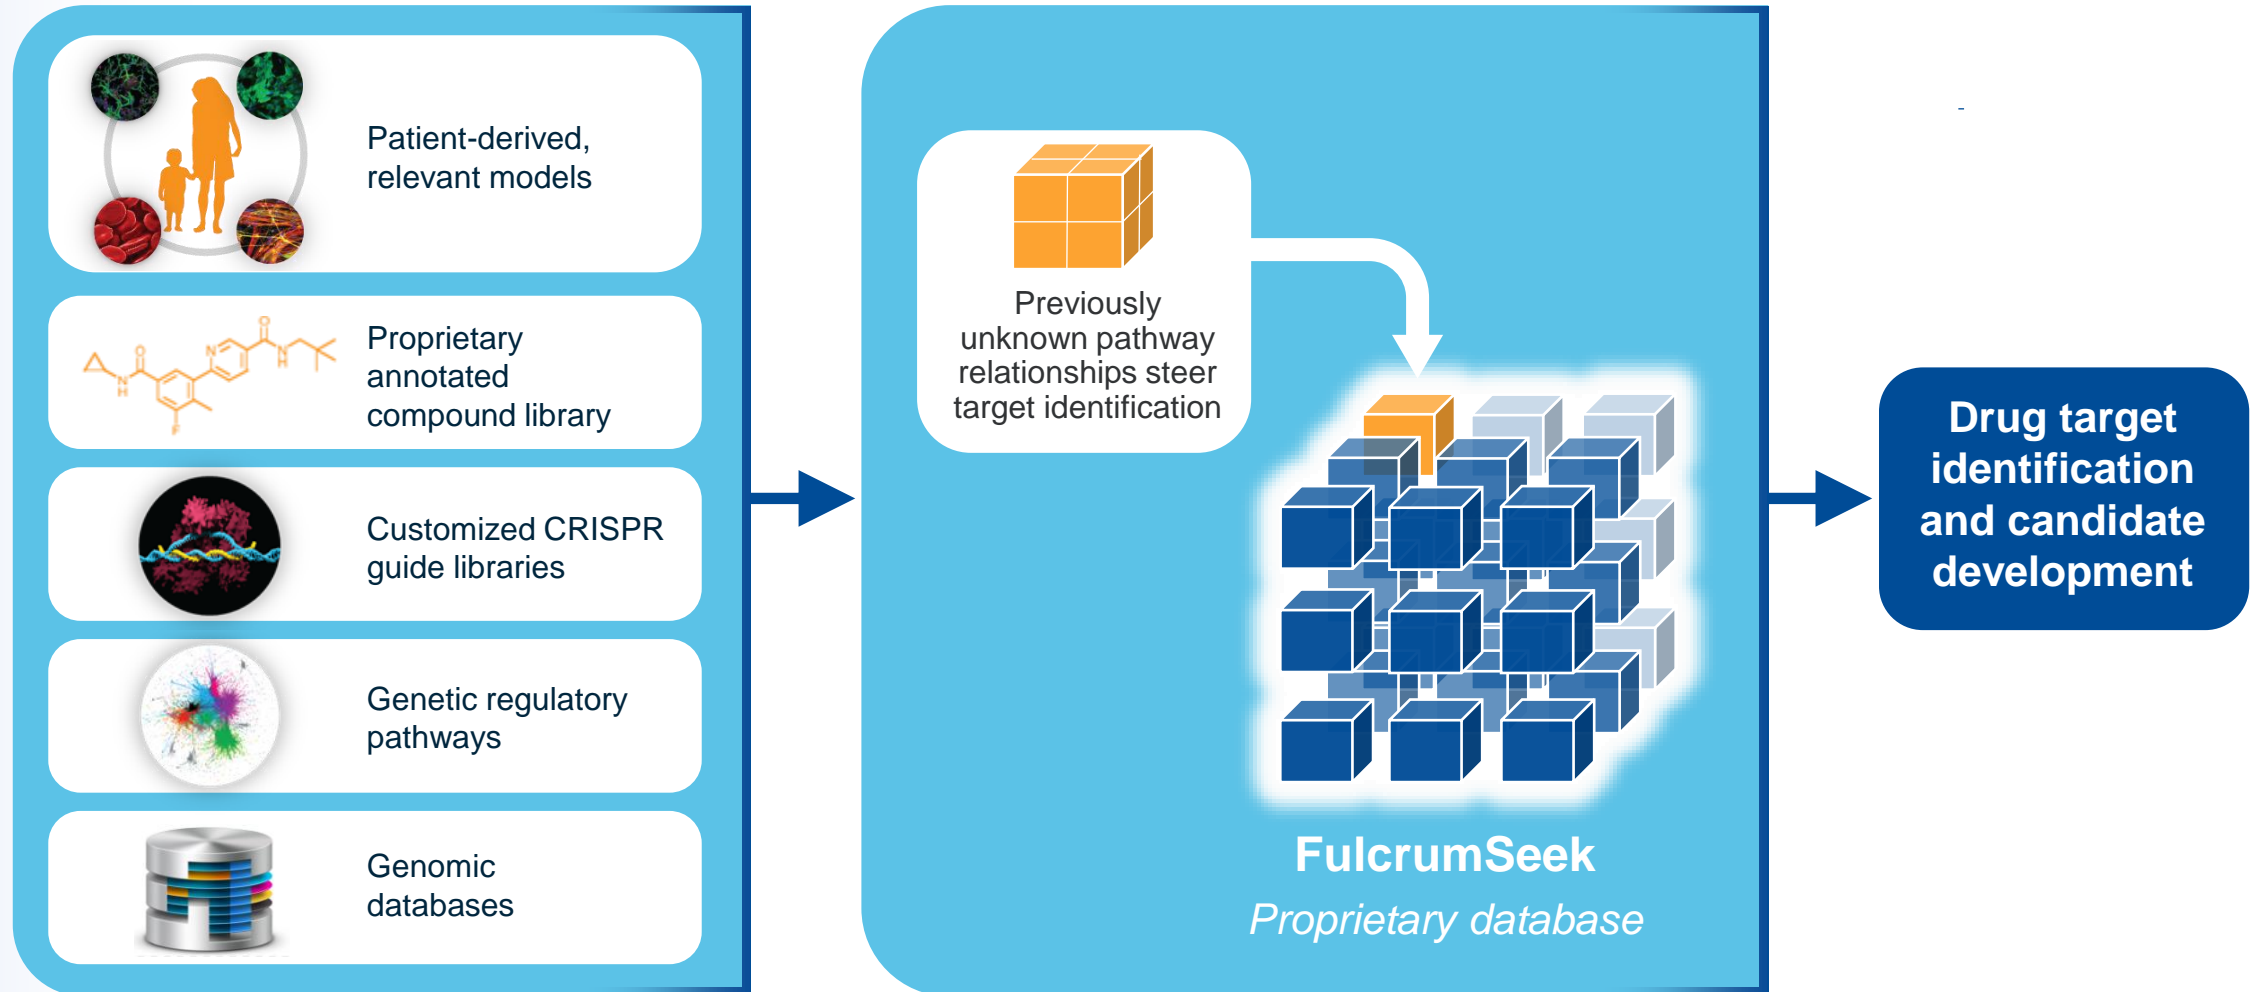 Patient-derived,
relevant models
O
N
O
N
H
N
H
F
Proprietary
annotated
compound library
Customized CRISPR
guide libraries
Genetic regulatory
pathways
Genomic
databases
Previously
unknown pathway
relationships steer
target identification
FulcrumSeek
Proprietary database
-
Drug target
identification
and candidate
development